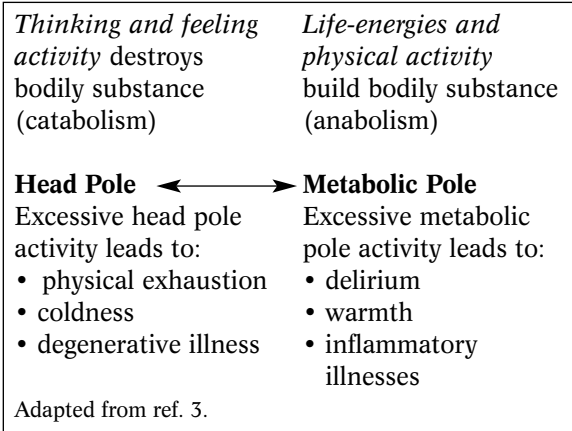 Thinking and feeling
activity destroys
bodily substance
(catabolism)
Life-energies and
physical activity
build bodily substance
(anabolism)
Head Pole
Excessive head pole
activity leads to:
• physical exhaustion
• coldness
• degenerative illness
Metabolic Pole
Excessive metabolic
pole activity leads to:
• delirium
• warmth
• inflammatory
illnesses
Adapted from ref. 3.